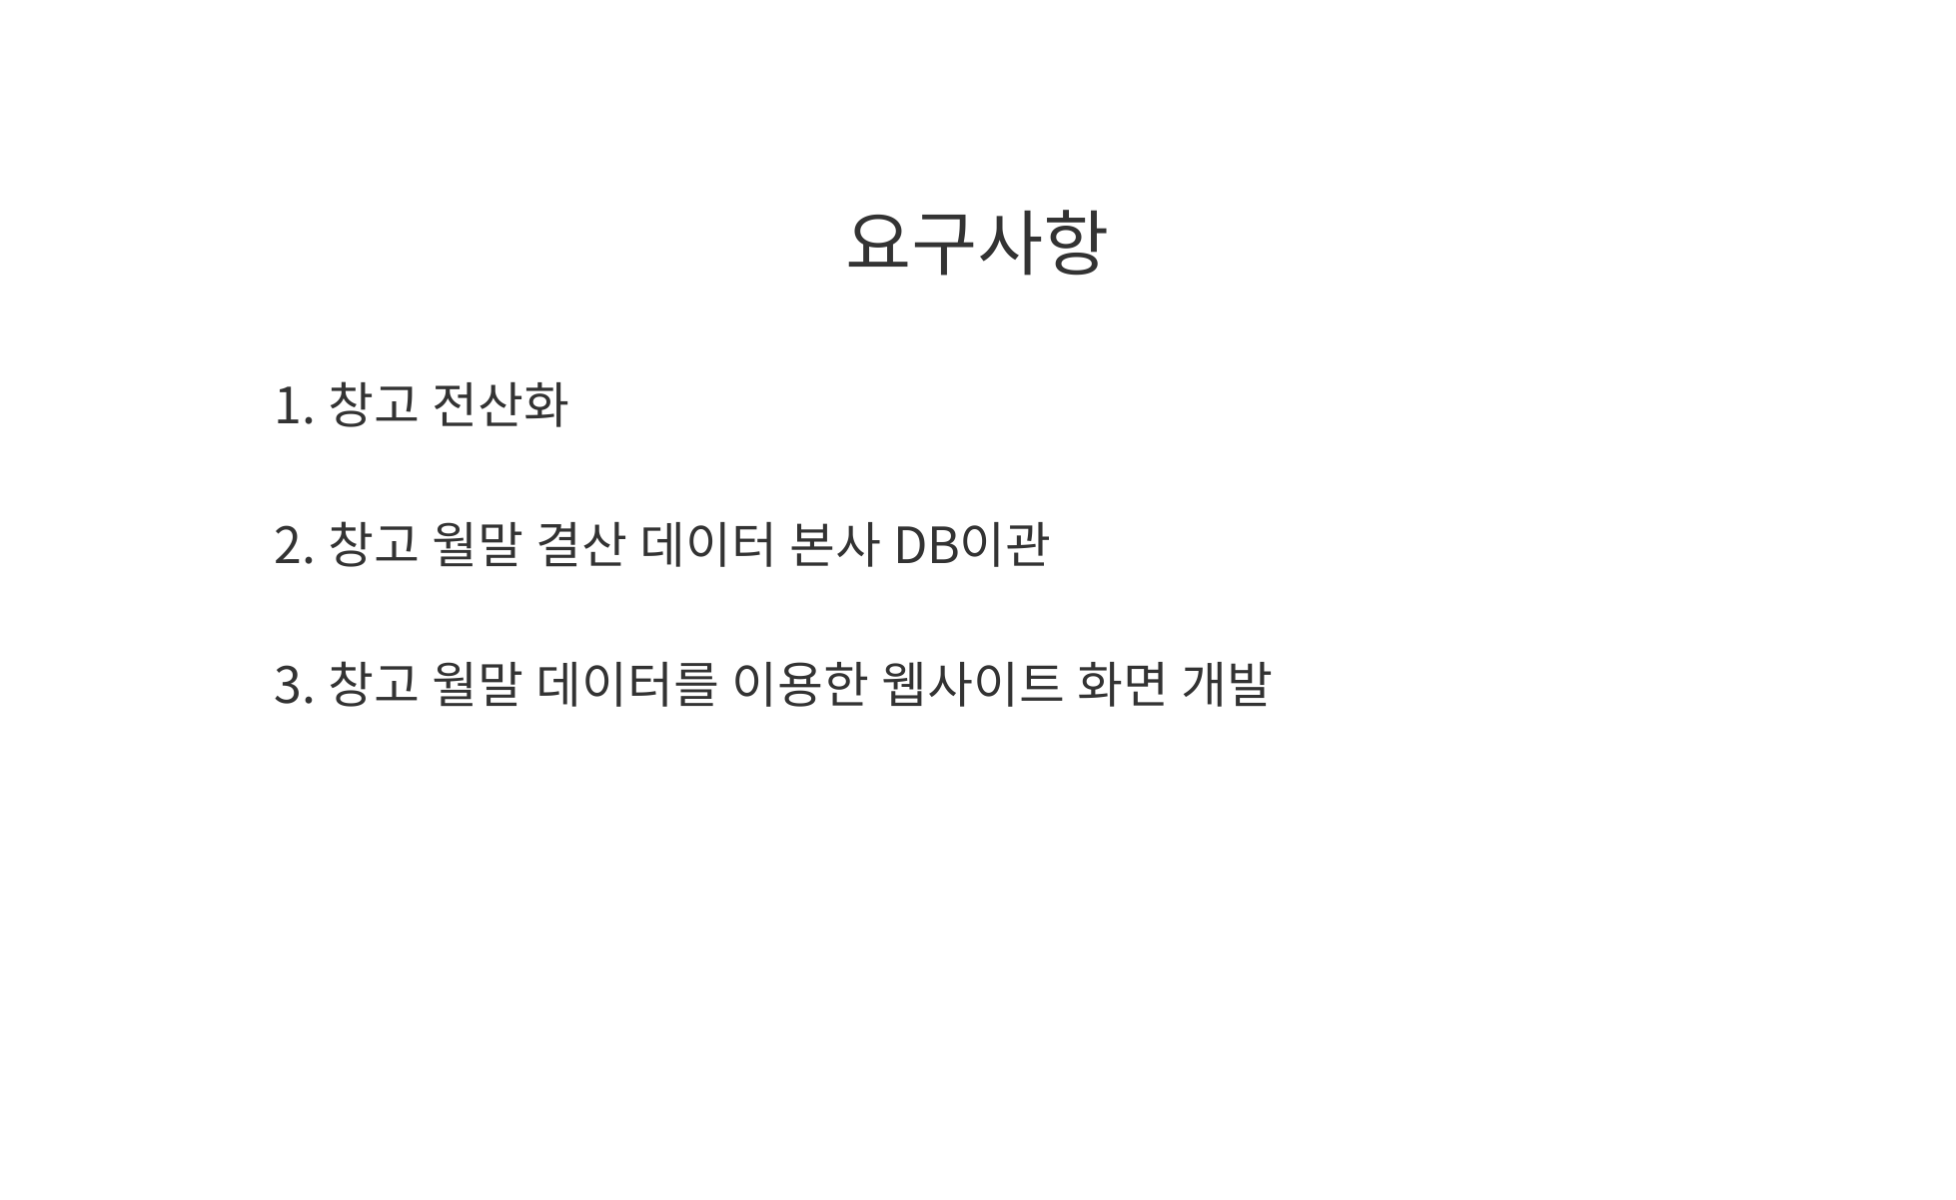 요구사항
1. 창고 전산화
2. 창고 월말 결산 데이터 본사 DB이관
3. 창고 월말 데이터를 이용한 웹사이트 화면 개발